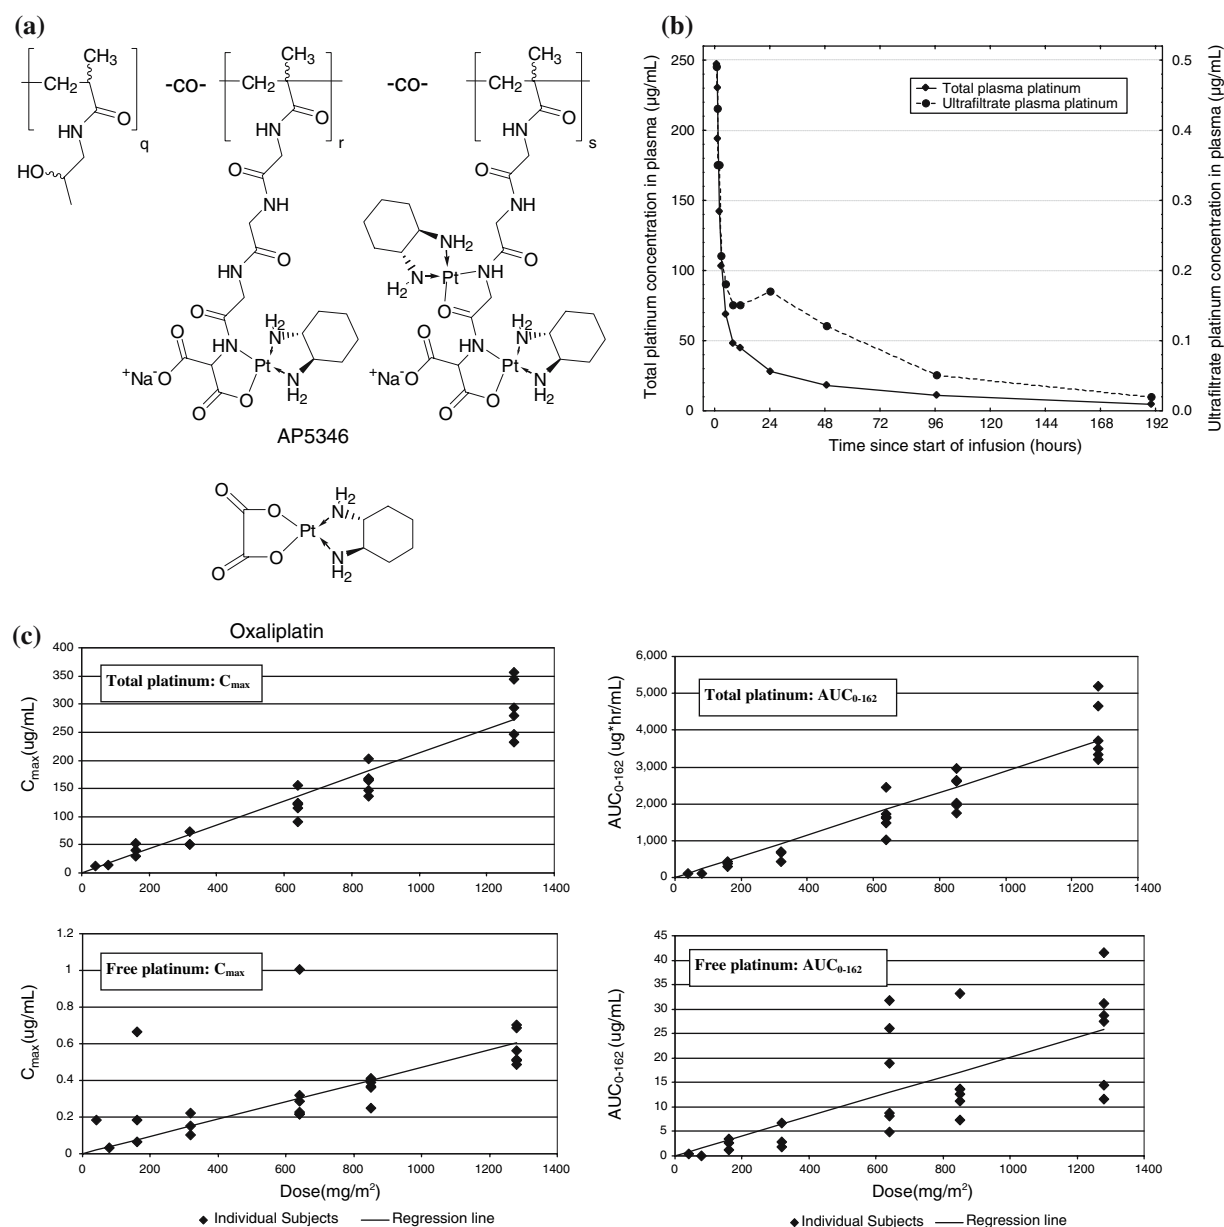 (a)
CH3
CH2
-co-
CH3
CH2
-co-
CH3
CH2
O
N
H
q
HO
O
N
H
r
O
N
H
s
O
NH
O
NH
O
HN
O
NH2
N
H2
Pt
NH
O
O
HN
+Na-O
O
O
O
Pt
H2
N
N
H2
O
HN
+Na-O
O
O
O
Pt
H2
N
N
H2
AP5346
O
O
O
O
Pt
H2
N
N
H2
Oxaliplatin
(b)
Total platinum concentration in plasma (µg/mL)
250
200
150
100
50
0
Total plasma platinum
Ultrafiltrate plasma platinum
0.5
0.4
0.3
0.2
0.1
0.0
Ultrafiltrate platinum concentration in plasma (µg/mL)
0 24 48 72 96 120 144 168 192
Time since start of infusion (hours)
(c)
Total platinum: Cmax
Cmax(ug/mL)
400
350
300
250
200
150
100
50
0
0 200 400 600 800 1000 1200 1400
Total platinum: AUC0-162
AUC0-162 (ug*hr/mL)
6,000
5,000
4,000
3,000
2,000
1,000
0
0 200 400 600 800 1000 1200 1400
Free platinum: Cmax
Cmax(ug/mL)
1.2
1
0.8
0.6
0.4
0.2
0
0 200 400 600 800 1000 1200 1400
Dose(mg/m2)
Individual Subjects Regression line
Free platinum: AUC0-162
AUC0-162 (ug/mL)
45
40
35
30
25
20
15
10
5
0
0 200 400 600 800 1000 1200 1400
Dose(mg/m2)
Individual Subjects Regression line